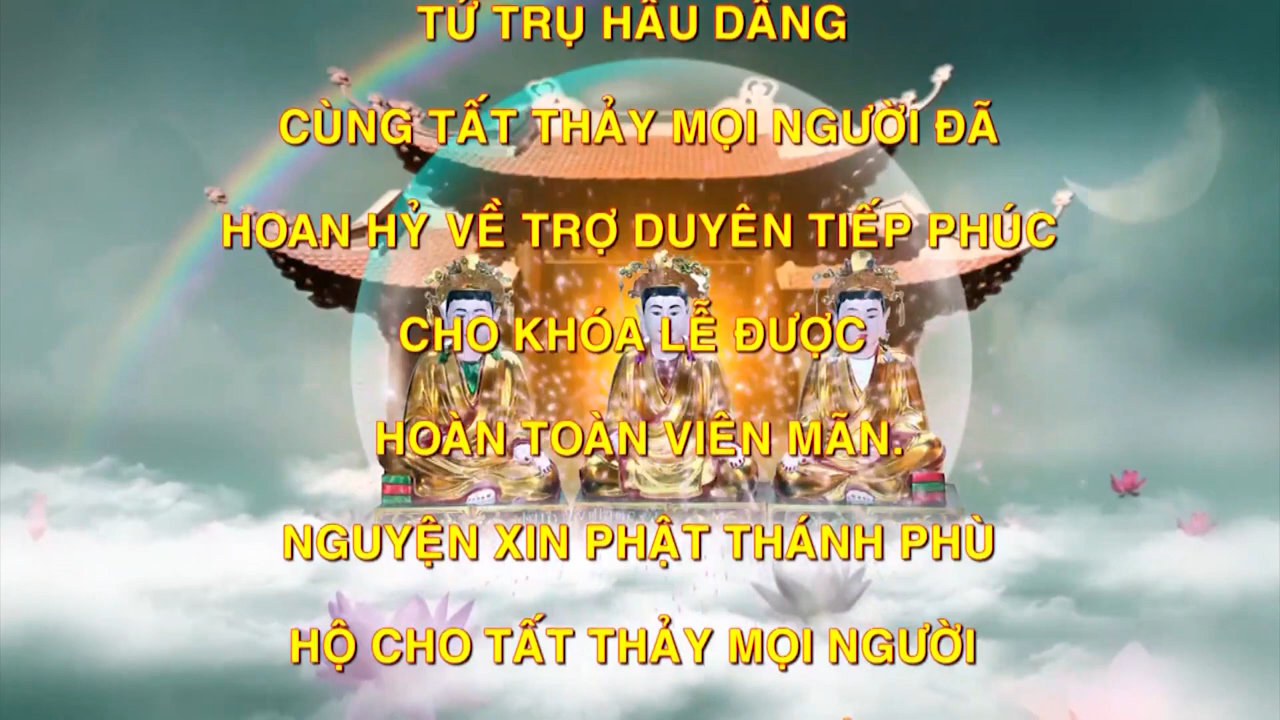 TỨ TRỤ HẦU DÂNG
CÙNG TẤT THẢY MỌI NGƯỜI ĐÃ
HOAN HỶ VỀ TRỢ DUYÊN TIẾP PHÚC
CHO KHÓA LỄ ĐƯỢC
HOÀN TOÀN VIÊN MÃN.
NGUYỆN XIN PHẬT THÁNH PHÙ
HỘ CHO TẤT THẢY MỌI NGƯỜI